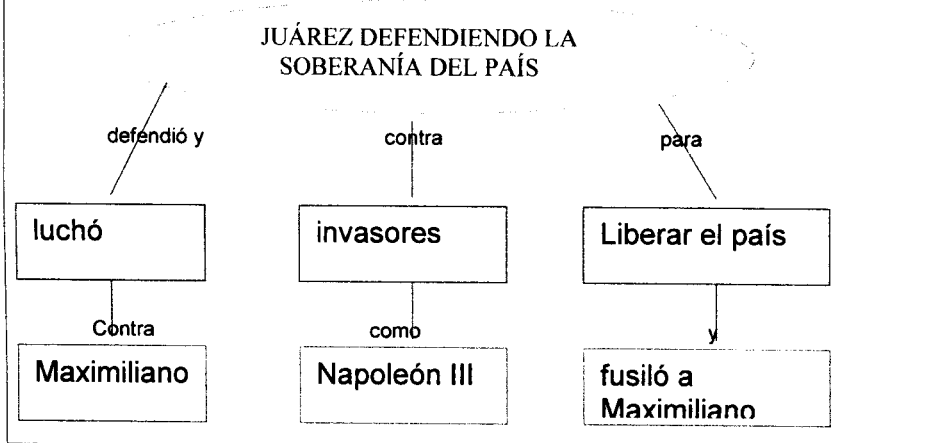 JUÁREZ DEFENDIENDO LA
SOBERANÍA DEL PAÍS
defendió y
contra
para
luchó
invasores
Liberar el país
Contra
como
y
Maximiliano
Napoleón III
fusiló a
Maximiliano